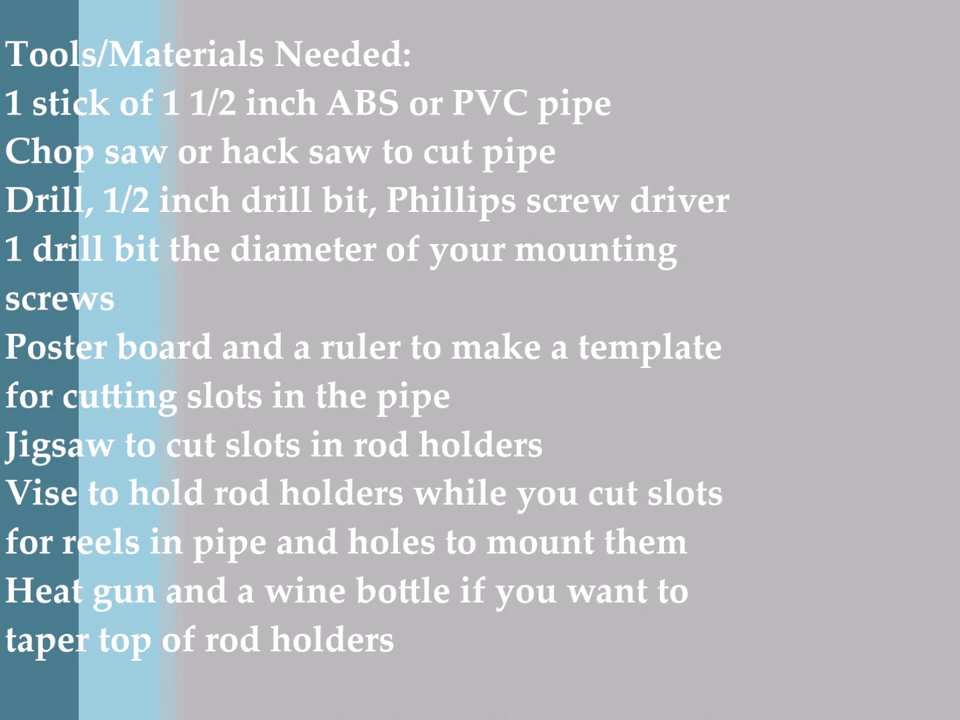 Tools/Materials Needed:
1 stick of 1 1/2 inch ABS or PVC pipe
Chop saw or hack saw to cut pipe
Drill, 1/2 inch drill bit, Phillips screw driver
1 drill bit the diameter of your mounting
screws
Poster board and a ruler to make a template
for cutting slots in the pipe
Jigsaw to cut slots in rod holders
Vise to hold rod holders while you cut slots
for reels in pipe and holes to mount them
Heat gun and a wine bottle if you want to
taper top of rod holders